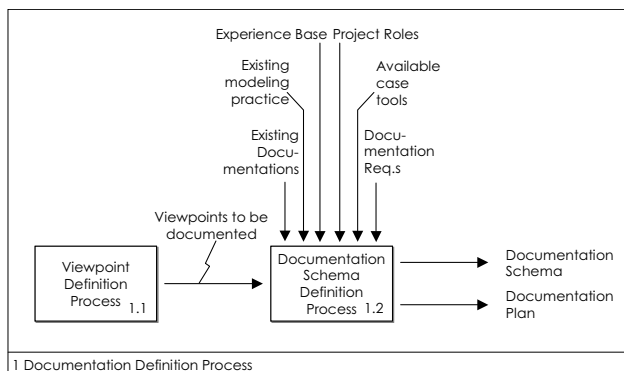 Experience Base Project Roles
Existing
modeling
practice
Available
case
tools
Existing
Docu-
mentations
Docu-
mentation
Req.s
Viewpoints to be
documented
Viewpoint
Definition
Process 1.1
Documentation
Schema
Definition
Process 1.2
Documentation
Schema
Documentation
Plan
1 Documentation Definition Process